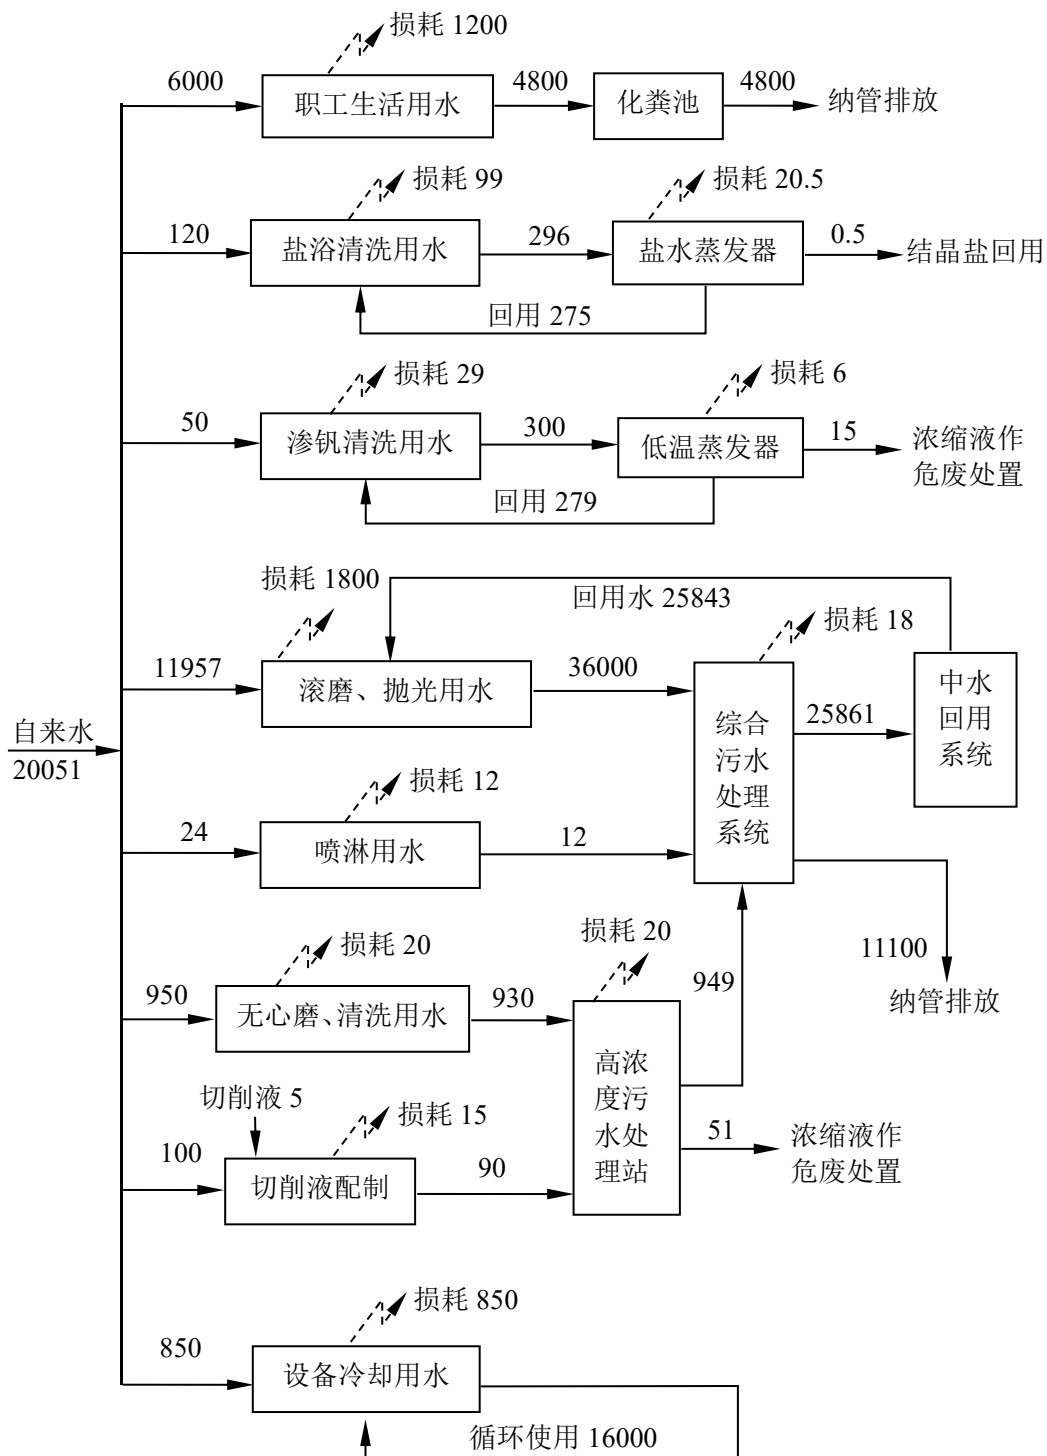 损耗 1200
6000
职工生活用水
4800
化粪池
4800
纳管排放
损耗 99
损耗 20.5
120
盐浴清洗用水
296
盐水蒸发器
0.5
结晶盐回用
回用 275
损耗 29
损耗 6
50
渗钒清洗用水
300
低温蒸发器
15
浓缩液作
危废处置
回用 279
损耗 1800
回用水 25843
损耗 18
11957
滚磨、抛光用水
36000
综合
污水
处理
系统
25861
中水
回用
系统
自来水
20051
损耗 12
24
喷淋用水
12
损耗 20
损耗 20
949
11100
纳管排放
950
无心磨、清洗用水
930
高浓
度污
水处
理站
切削液 5
损耗 15
100
切削液配制
90
51
浓缩液作
危废处置
损耗 850
850
设备冷却用水
循环使用 16000